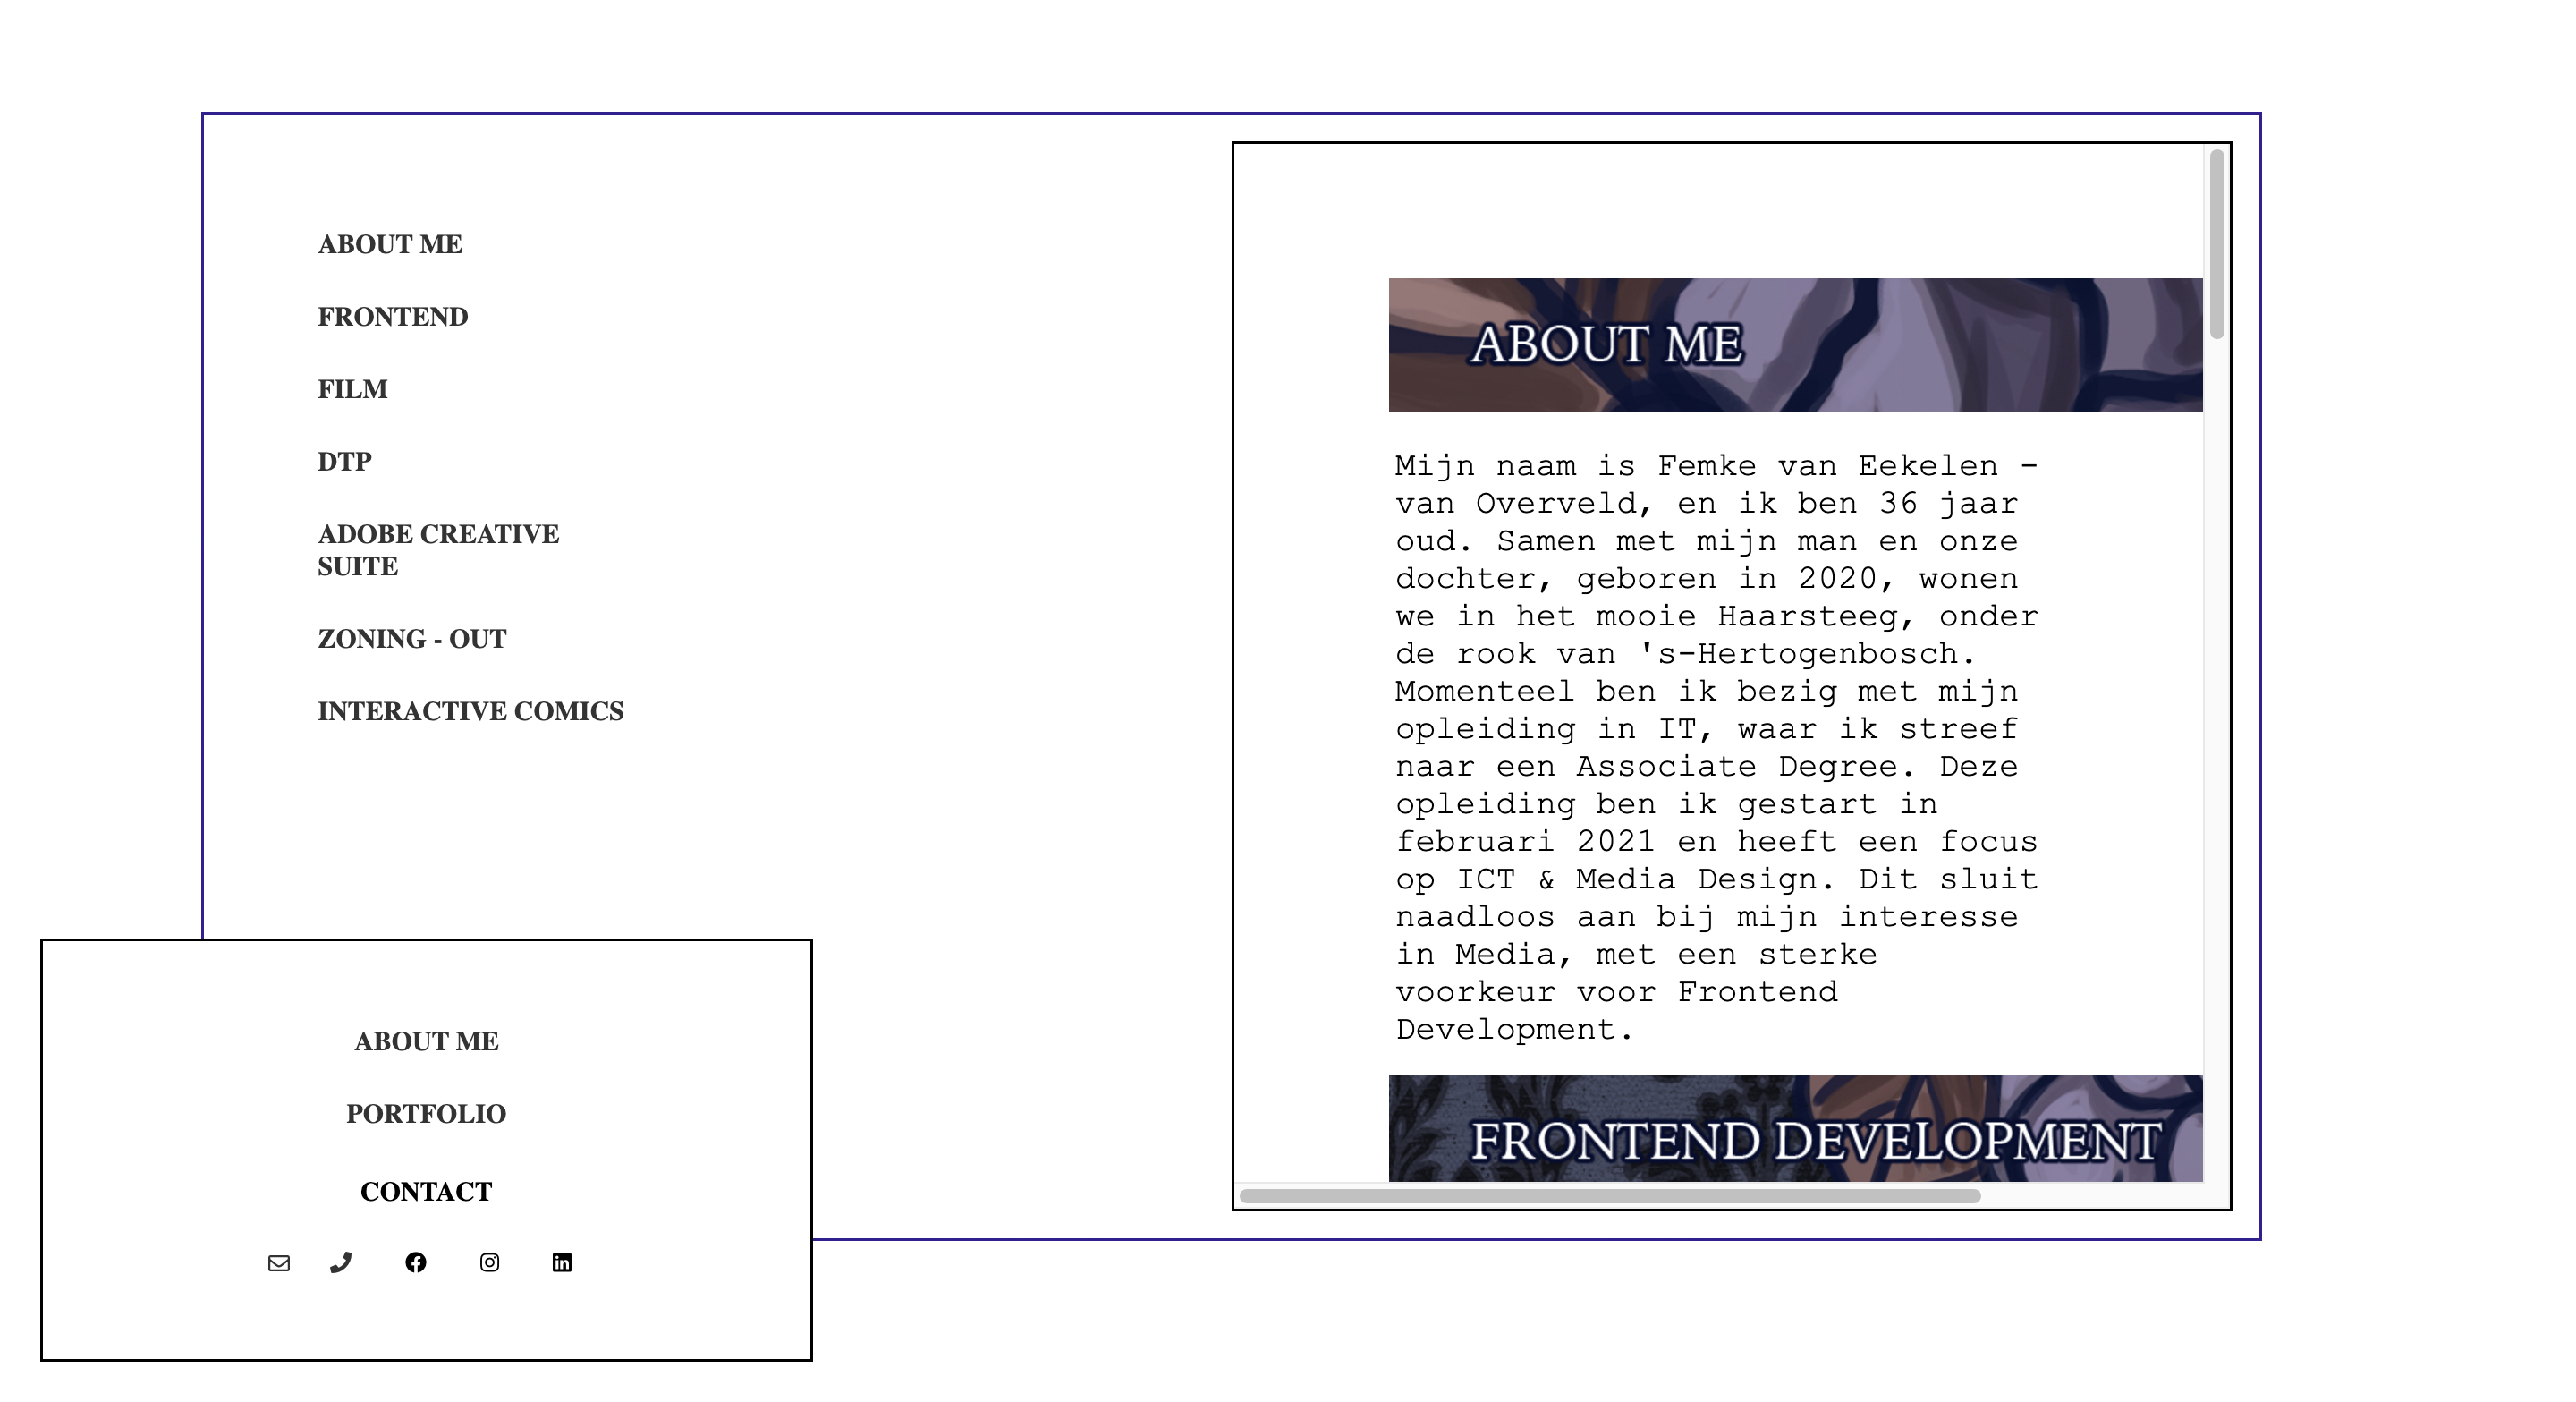 ABOUT ME
FRONTEND
FILM
DTP
ADOBE CREATIVE
SUITE
ZONING - OUT
INTERACTIVE COMICS
ABOUT ME
Mijn naam is Femke van Eekelen -
van Overveld, en ik ben 36 jaar
oud. Samen met mijn man en onze
dochter, geboren in 2020, wonen
we in het mooie Haarsteeg, onder
de rook van 's-Hertogenbosch.
Momenteel ben ik bezig met mijn
opleiding in IT, waar ik streef
naar een Associate Degree. Deze
opleiding ben ik gestart in
februari 2021 en heeft een focus
op ICT & Media Design. Dit sluit
naadloos aan bij mijn interesse
in Media, met een sterke
voorkeur voor Frontend
Development.
FRONTEND DEVELOPMENT
ABOUT ME
PORTFOLIO
CONTACT